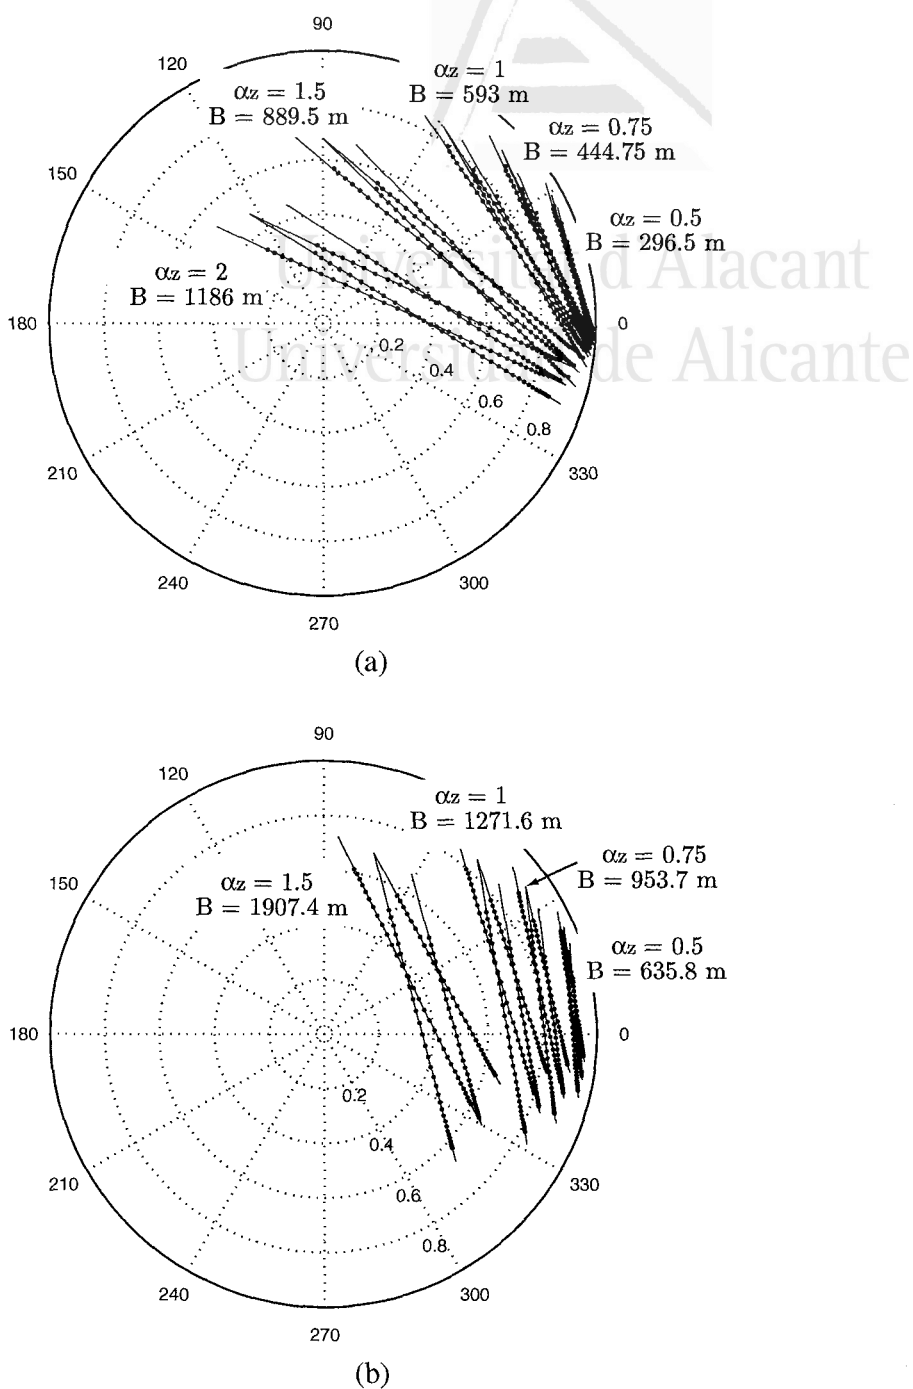 90
120
αz = 1
B = 593 m
αz = 1.5
B = 889.5 m
αz = 0.75
B = 444.75 m
150
αz = 0.5
B = 296.5 m
Universitat d'Alacant
αz = 2
B = 1186 m
180
0
0.2
Universidad de Alicante
0.4
0.6
0.8
210
330
240
300
270
(a)
90
120
αz = 1
B = 1271.6 m
αz = 0.75
B = 953.7 m
150
αz = 1.5
B = 1907.4 m
αz = 0.5
B = 635.8 m
180
0
0.2
0.4
0.6
0.8
210
330
240
300
270
(b)